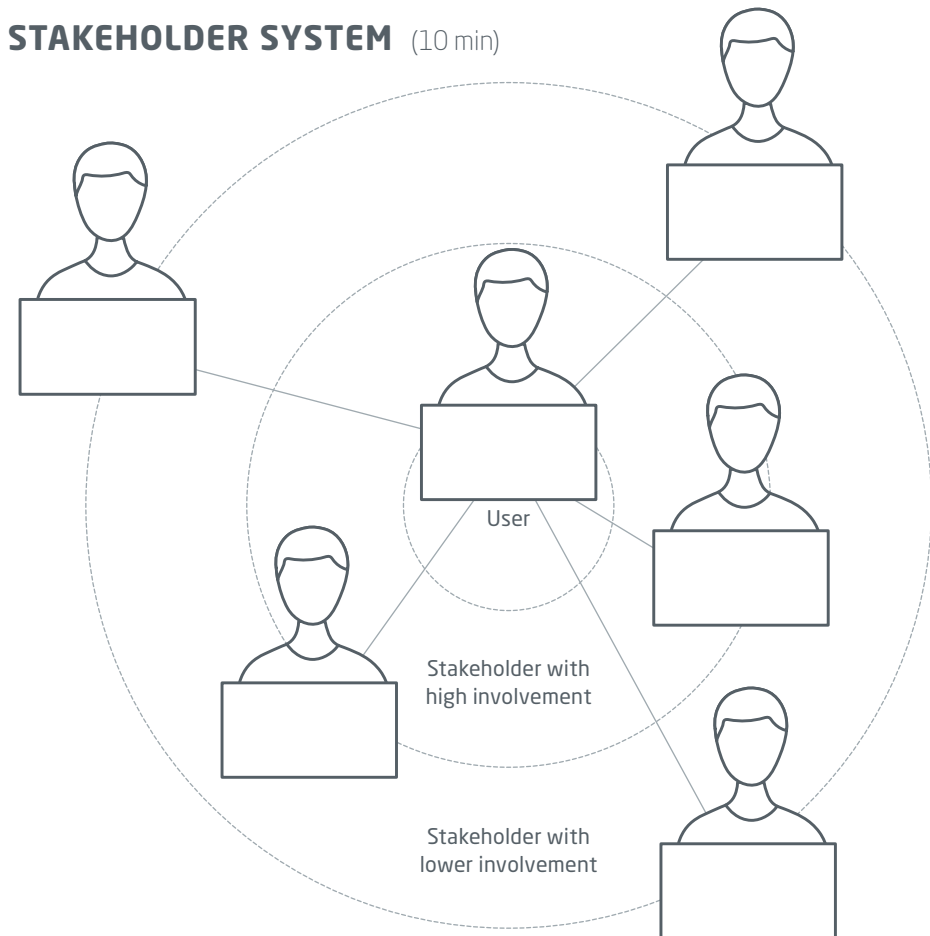 STAKEHOLDER SYSTEM (10 min)
User
Stakeholder with
high involvement
Stakeholder with
lower involvement